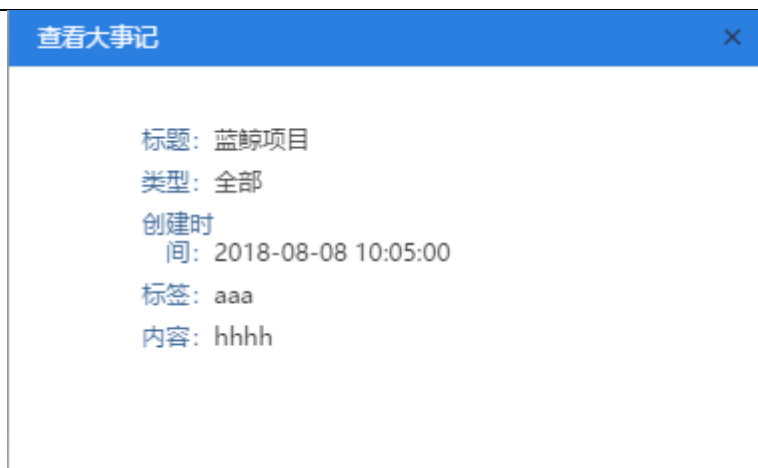 查看大事记 ×
标题：蓝鲸项目
类型：全部
创建时
间：2018-08-08 10:05:00
标签：aaa
内容：hhhh